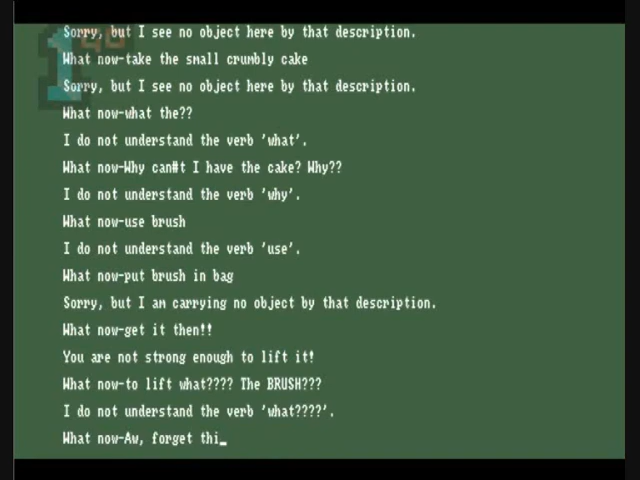 Sorry, but I see no object here by that description.
What now-take the small crumbly cake
Sorry, but I see no object here by that description.
What now-what the??
I do not understand the verb 'what'.
What now-Why can#t I have the cake? Why??
I do not understand the verb 'why'.
What now-use brush
I do not understand the verb 'use'.
What now-put brush in bag
Sorry, but I am carrying no object by that description.
What now-get it then!!
You are not strong enough to lift it!
What now-to lift what???? The BRUSH???
I do not understand the verb 'what????'.
What now-Aw, forget thi_